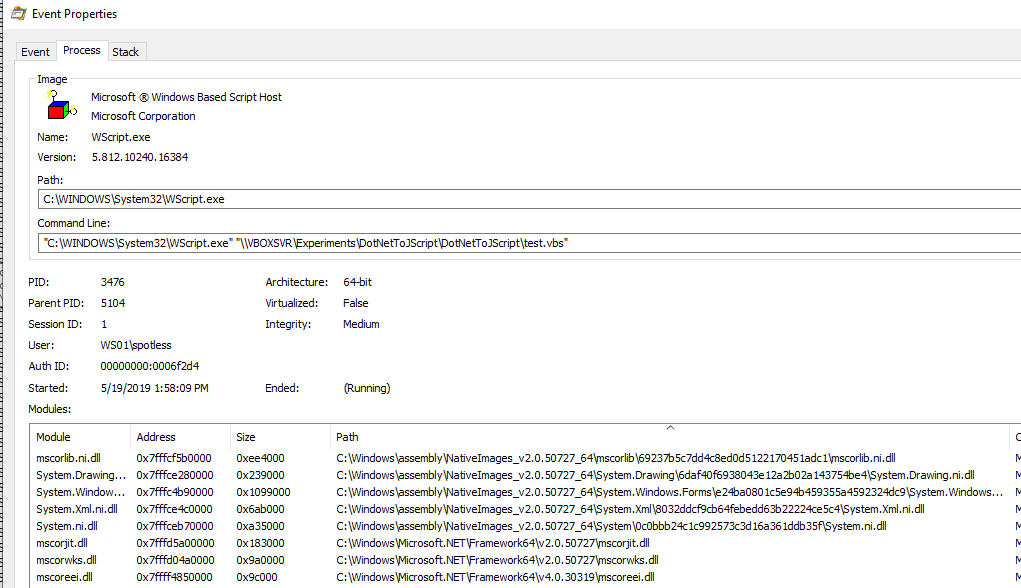 Event Properties
Event Process Stack
Image
Microsoft ® Windows Based Script Host
Microsoft Corporation
Name: WScript.exe
Version: 5.812.10240.16384
Path:
C:\WINDOWS\System32\WScript.exe
Command Line:
"C:\WINDOWS\System32\WScript.exe" "\\VBOXSVR\Experiments\DotNetToJScript\DotNetToJScript\test.vbs"
PID: 3476 Architecture: 64-bit
Parent PID: 5104 Virtualized: False
Session ID: 1 Integrity: Medium
User: WS01\spotless
Auth ID: 00000000:0006f2d4
Started: 5/19/2019 1:58:09 PM Ended: (Running)
Modules:
Module Address Size Path C
mscorlib.ni.dll 0x7fffcf5b0000 0xee4000 C:\Windows\assembly\NativeImages_v2.0.50727_64\mscorlib\69237b5c7dd4c8ed0d5122170451adc1\mscorlib.ni.dll M
System.Drawing... 0x7fffce280000 0x239000 C:\Windows\assembly\NativeImages_v2.0.50727_64\System.Drawing\6daf40f6938043e12a2b02a143754be4\System.Drawing.ni.dll M
System.Window... 0x7fffc4b90000 0x1099000 C:\Windows\assembly\NativeImages_v2.0.50727_64\System.Windows.Forms\e24ba0801c5e94b459355a4592324dc9\System.Windows... M
System.Xml.ni.dll 0x7fffce4c0000 0x6ab000 C:\Windows\assembly\NativeImages_v2.0.50727_64\System.Xml\8032ddcf9cb64febedd63b22224ce5c4\System.Xml.ni.dll M
System.ni.dll 0x7fffceb70000 0xa35000 C:\Windows\assembly\NativeImages_v2.0.50727_64\System\0c0bbb24c1c992573c3d16a361ddb35f\System.ni.dll M
mscorjit.dll 0x7fffd5a00000 0x183000 C:\Windows\Microsoft.NET\Framework64\v2.0.50727\mscorjit.dll M
mscorwks.dll 0x7fffd04a0000 0x9a0000 C:\Windows\Microsoft.NET\Framework64\v2.0.50727\mscorwks.dll M
mscoreei.dll 0x7ffff4850000 0x9c000 C:\Windows\Microsoft.NET\Framework64\v4.0.30319\mscoreei.dll M